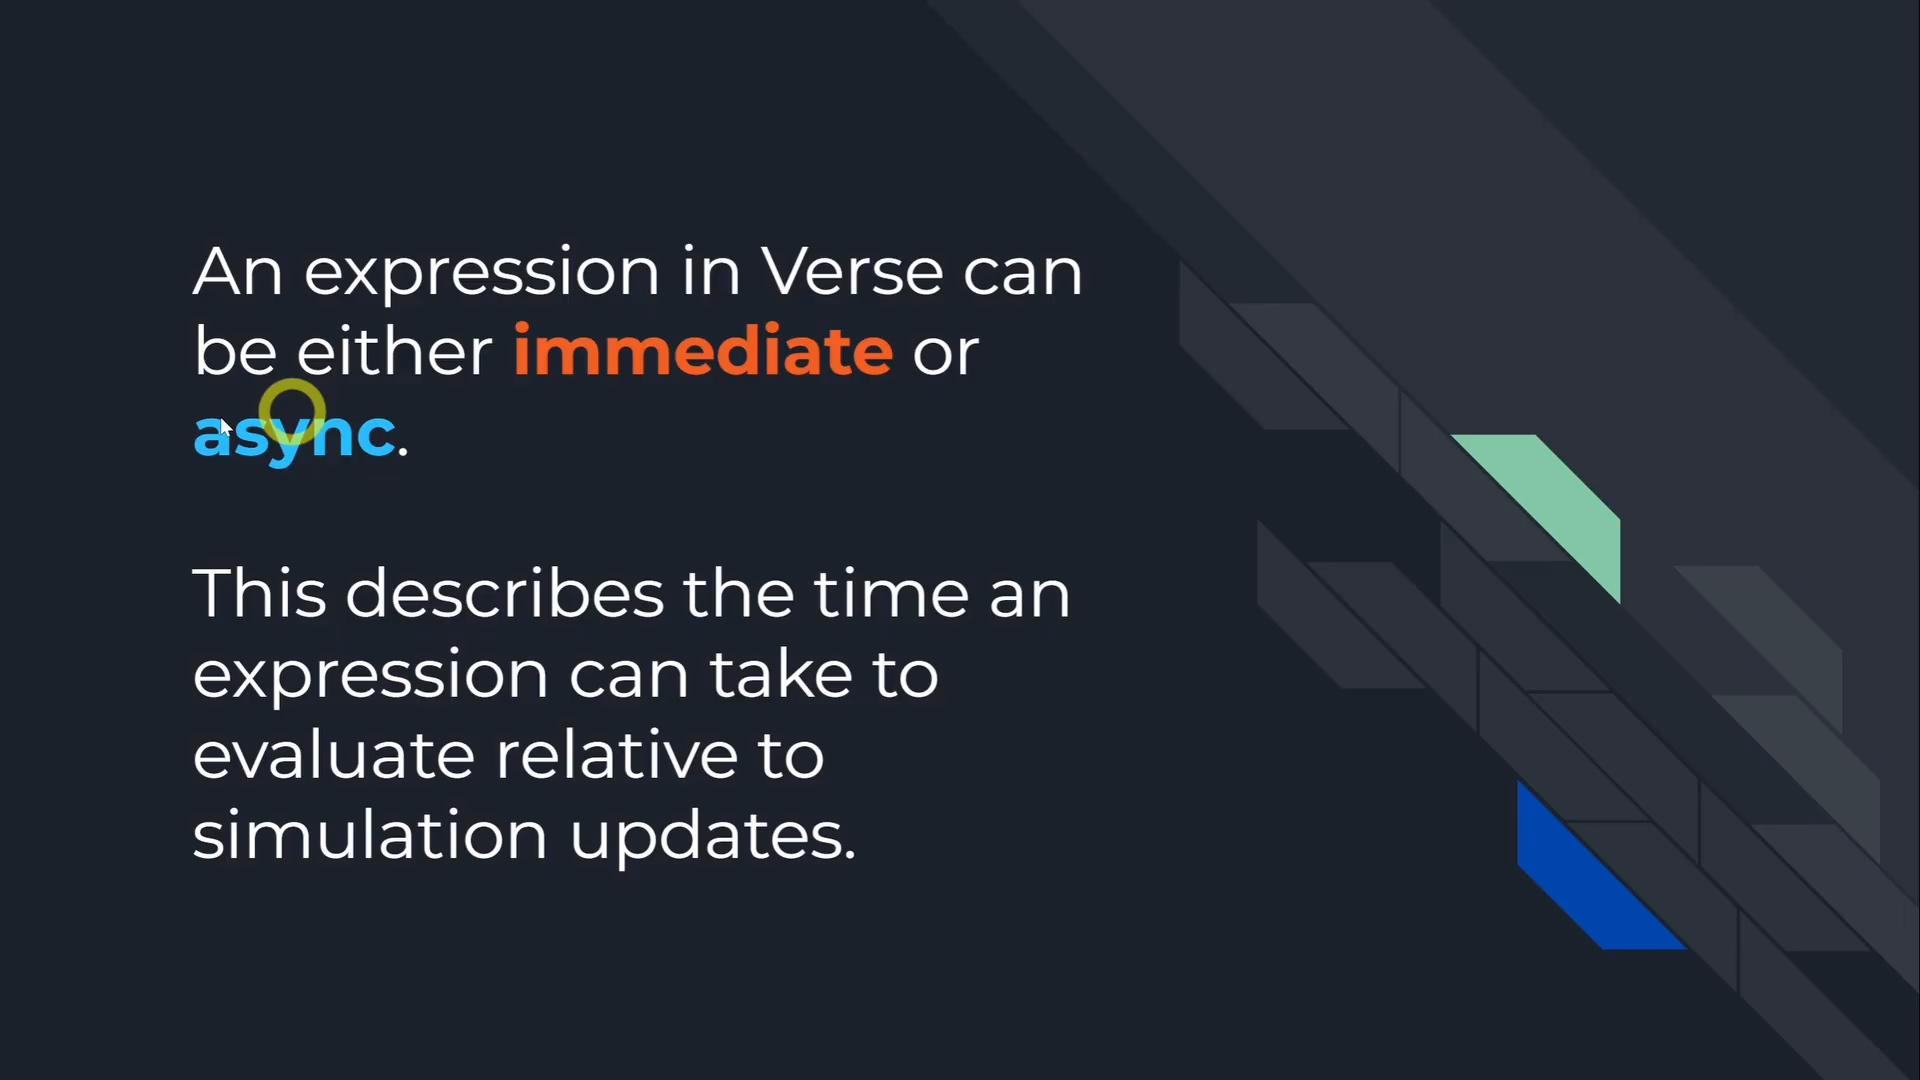 An expression in Verse can
be either immediate or
async.
This describes the time an
expression can take to
evaluate relative to
simulation updates.